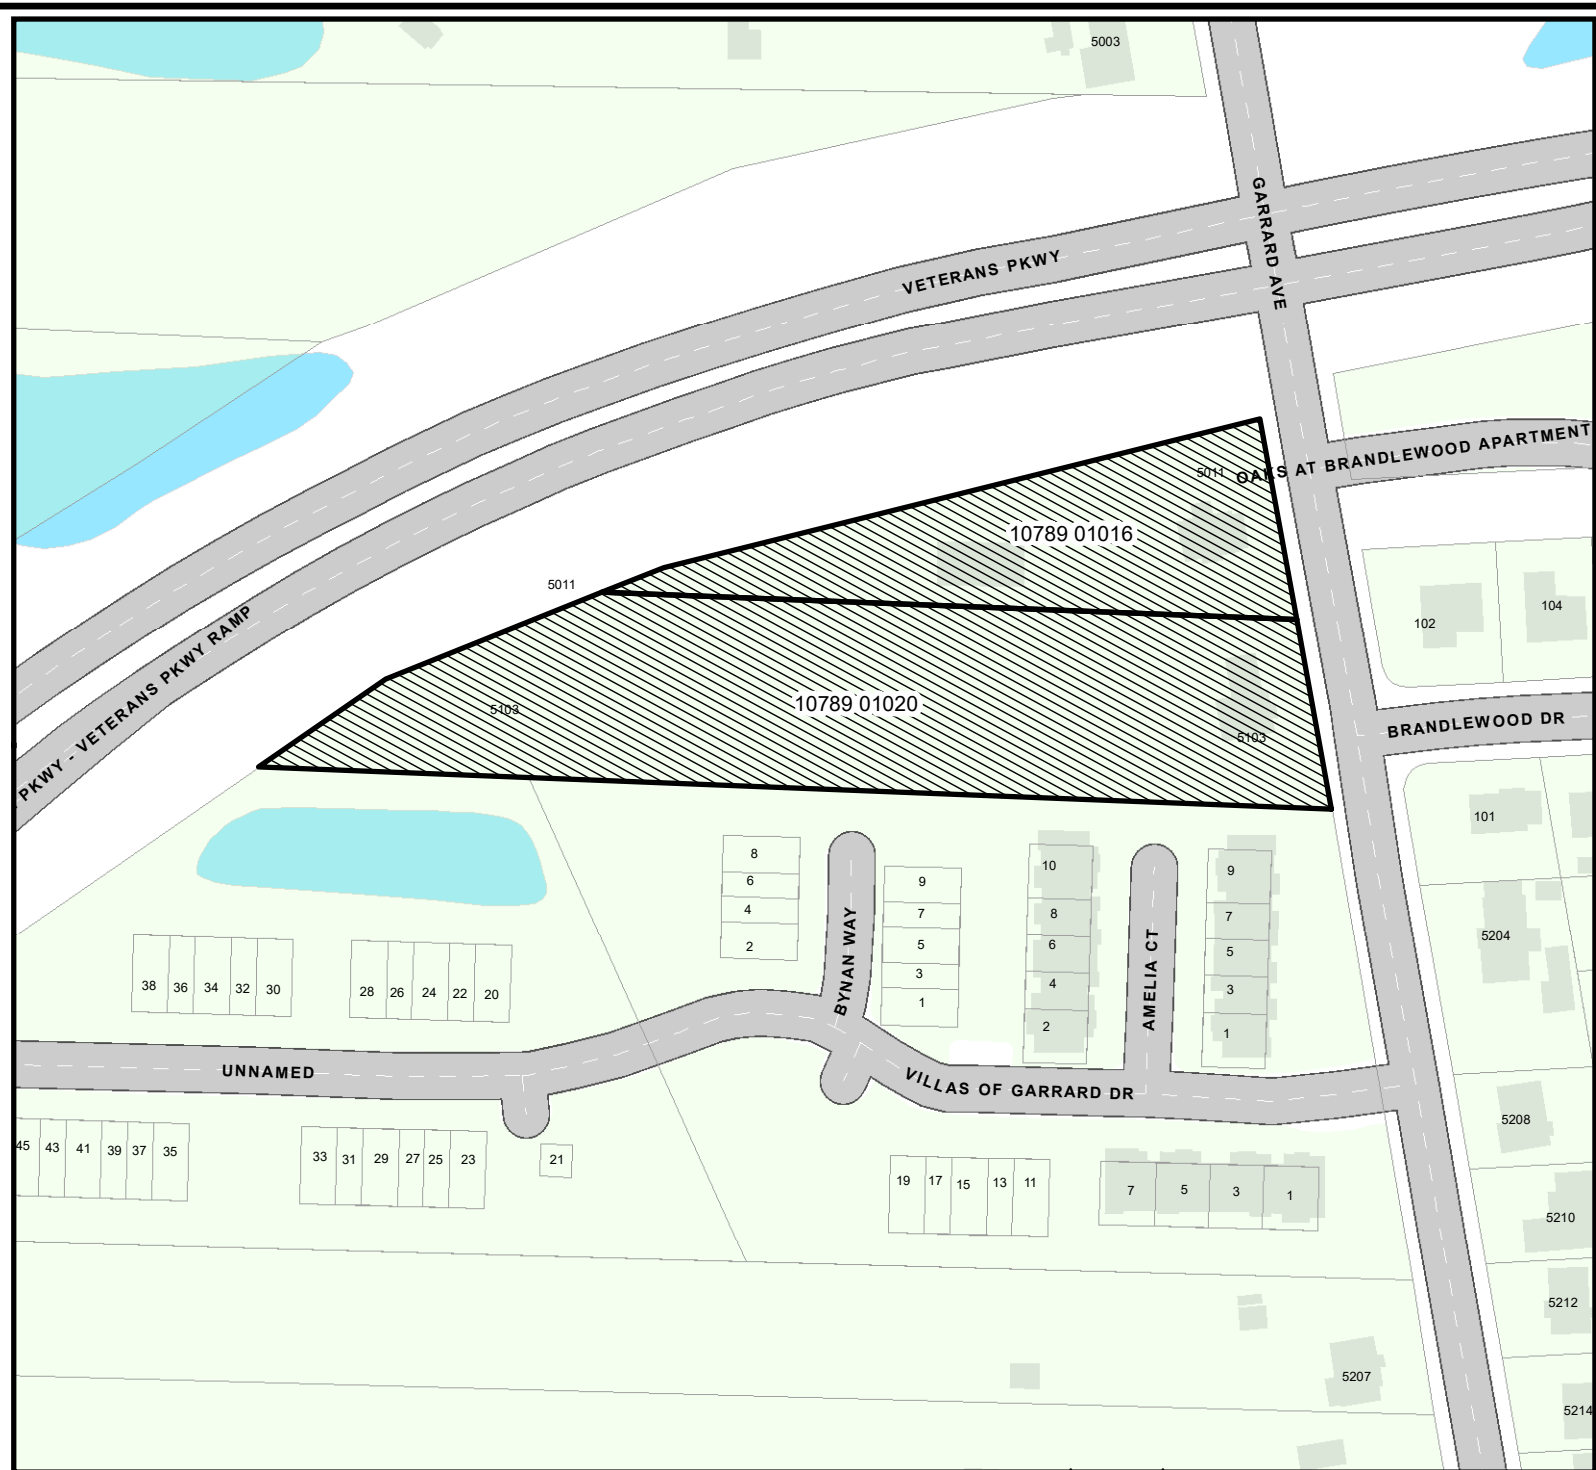 5003
GARRARD AVE
VETERANS PKWY
5011
OAKS AT BRANDLEWOOD APARTMENT
10789 01016
5011
102
104
PKWY - VETERANS PKWY RAMP
10789 01020
5103
5103
BRANDLEWOOD DR
101
8
6
4
2
BYNAN WAY
9
7
5
3
1
10
8
6
4
2
AMELIA CT
9
7
5
3
1
5204
38 36 34 32 30
28 26 24 22 20
UNNAMED
VILLAS OF GARRARD DR
5208
45 43 41 39 37 35
33 31 29 27 25 23
21
19 17 15 13 11
7 5 3 1
5210
5212
5207
5214